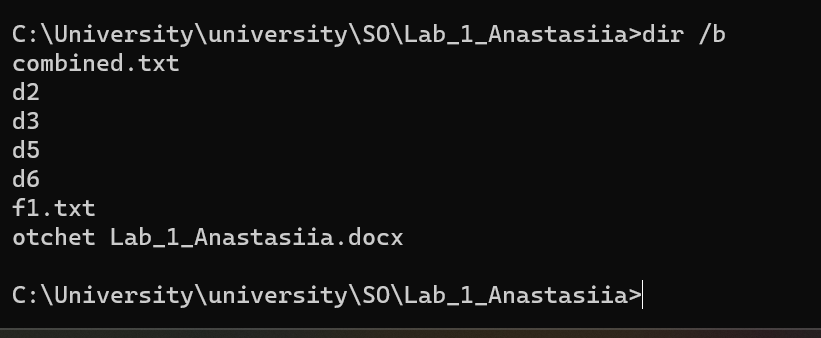 C:\University\university\SO\Lab_1_Anastasiia>dir /b
combined.txt
d2
d3
d5
d6
f1.txt
otchet Lab_1_Anastasiia.docx
C:\University\university\SO\Lab_1_Anastasiia>